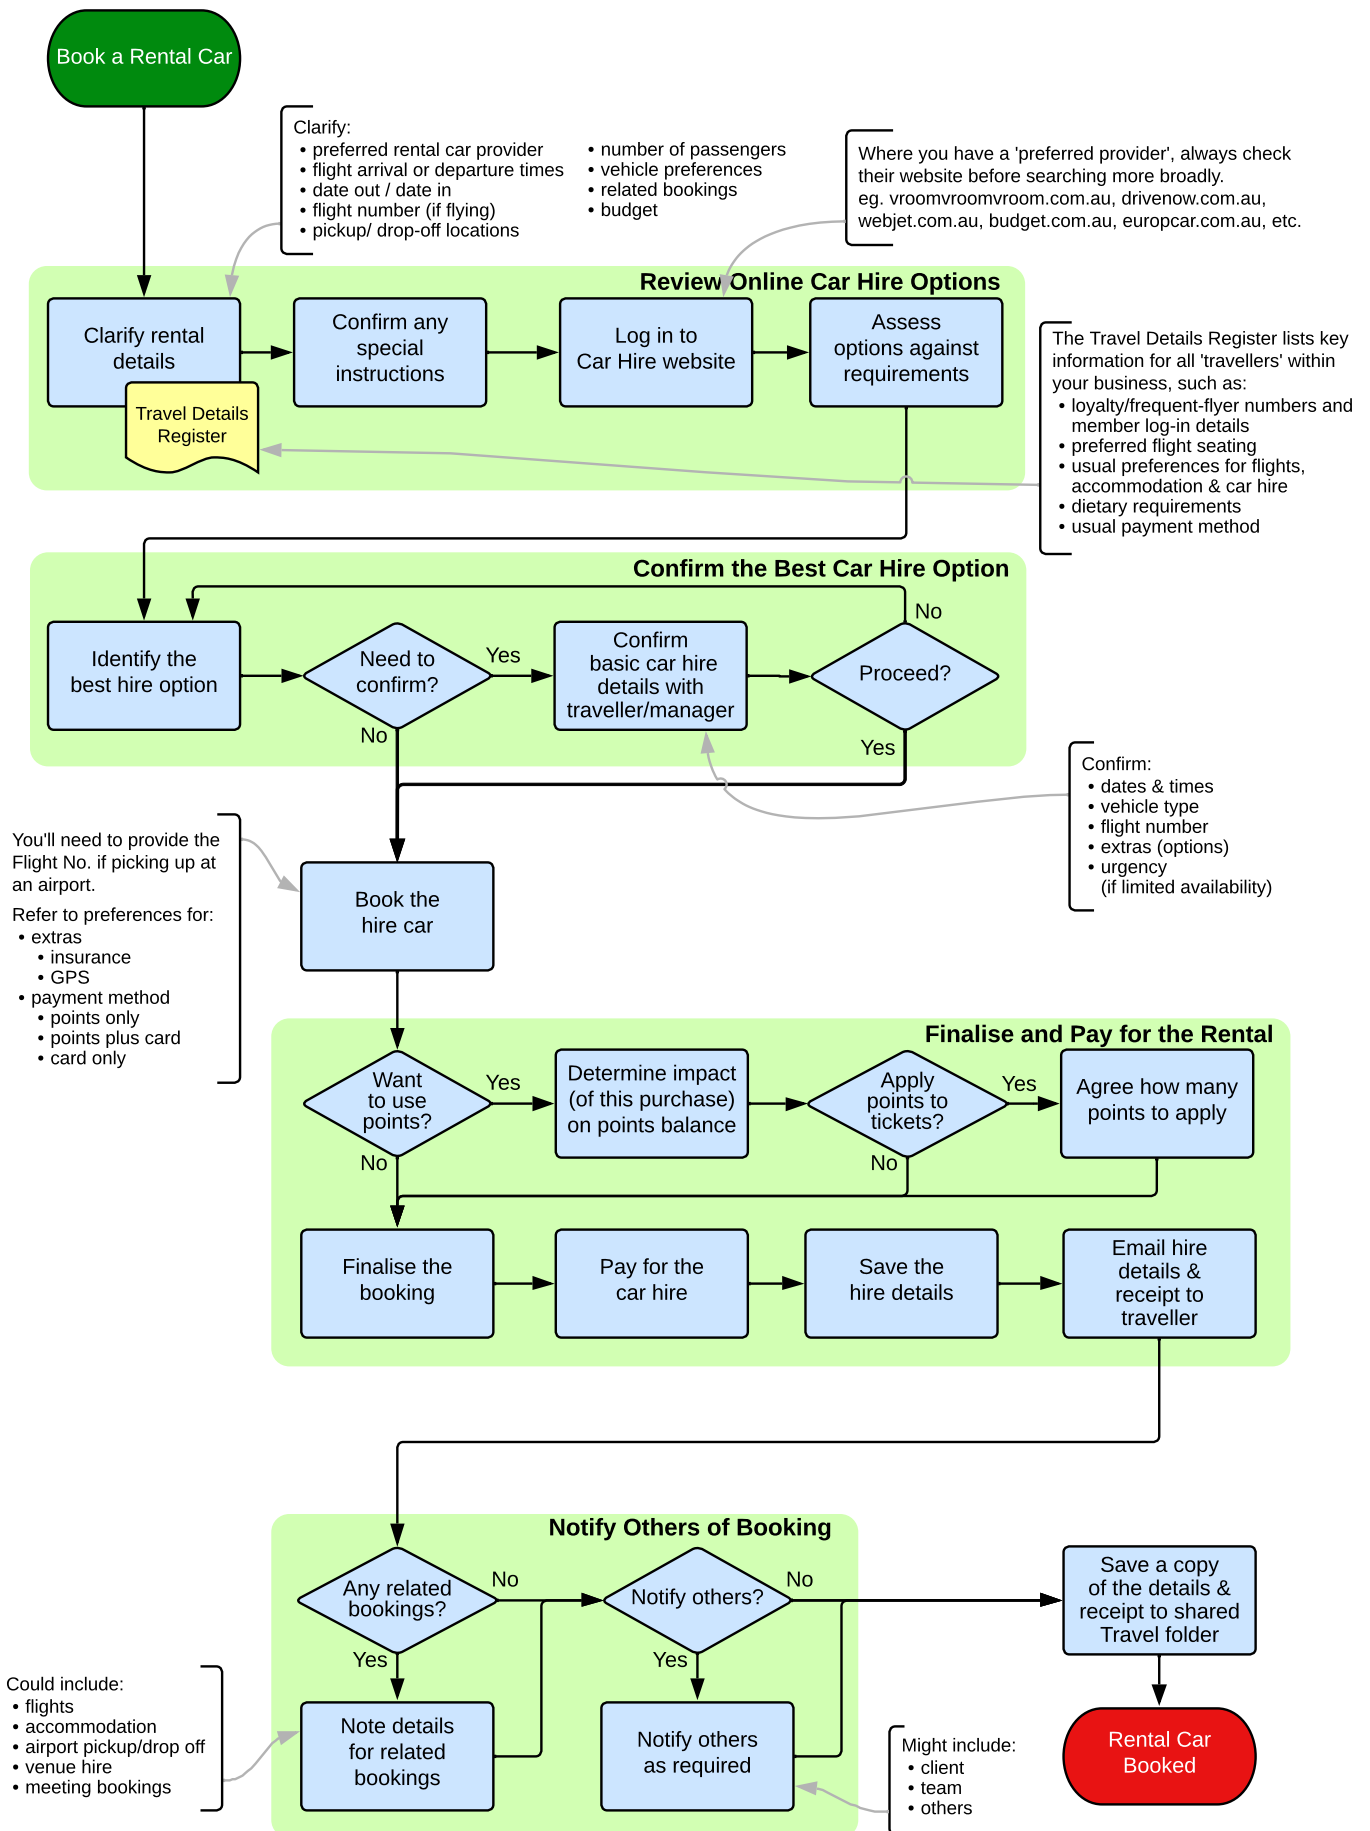 Book a Rental Car
Clarify:
• preferred rental car provider
• flight arrival or departure times
• date out / date in
• flight number (if flying)
• pickup/ drop-off locations
• number of passengers
• vehicle preferences
• related bookings
• budget
Where you have a 'preferred provider', always check
their website before searching more broadly.
eg. vroomvroomvroom.com.au, drivenow.com.au,
webjet.com.au, budget.com.au, europcar.com.au, etc.
Review Online Car Hire Options
Clarify rental
details
Travel Details
Register
Confirm any
special
instructions
Log in to
Car Hire website
Assess
options against
requirements
The Travel Details Register lists key
information for all 'travellers' within
your business, such as:
• loyalty/frequent-flyer numbers and
member log-in details
• preferred flight seating
• usual preferences for flights,
accommodation & car hire
• dietary requirements
• usual payment method
Confirm the Best Car Hire Option
Identify the
best hire option
Need to
confirm?
Yes
No
Confirm
basic car hire
details with
traveller/manager
Proceed?
No
Yes
Confirm:
• dates & times
• vehicle type
• flight number
• extras (options)
• urgency
(if limited availability)
You'll need to provide the
Flight No. if picking up at
an airport.
Refer to preferences for:
• extras
• insurance
• GPS
• payment method
• points only
• points plus card
• card only
Book the
hire car
Finalise and Pay for the Rental
Want
to use
points?
Yes
No
Determine impact
(of this purchase)
on points balance
Apply
points to
tickets?
Yes
No
Agree how many
points to apply
Finalise the
booking
Pay for the
car hire
Save the
hire details
Email hire
details &
receipt to
traveller
Notify Others of Booking
Any related
bookings?
No
Yes
Notify others?
No
Yes
Save a copy
of the details &
receipt to shared
Travel folder
Could include:
• flights
• accommodation
• airport pickup/drop off
• venue hire
• meeting bookings
Note details
for related
bookings
Notify others
as required
Might include:
• client
• team
• others
Rental Car
Booked